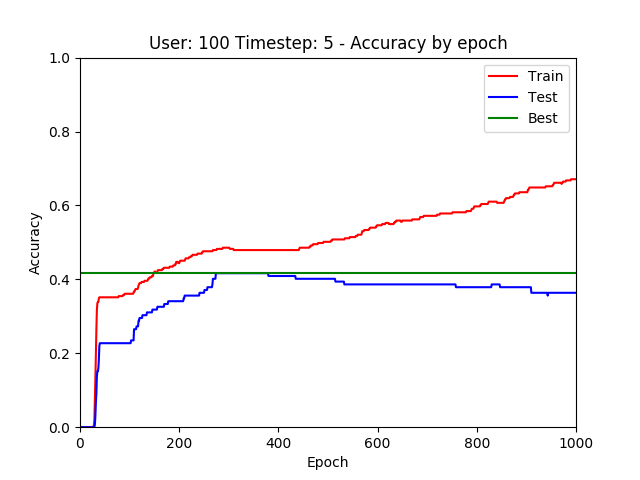 User: 100 Timestep: 5 - Accuracy by epoch
1.0
0.8
0.6
0.4
0.2
0.0
Accuracy
Train
Test
Best
0 200 400 600 800 1000
Epoch